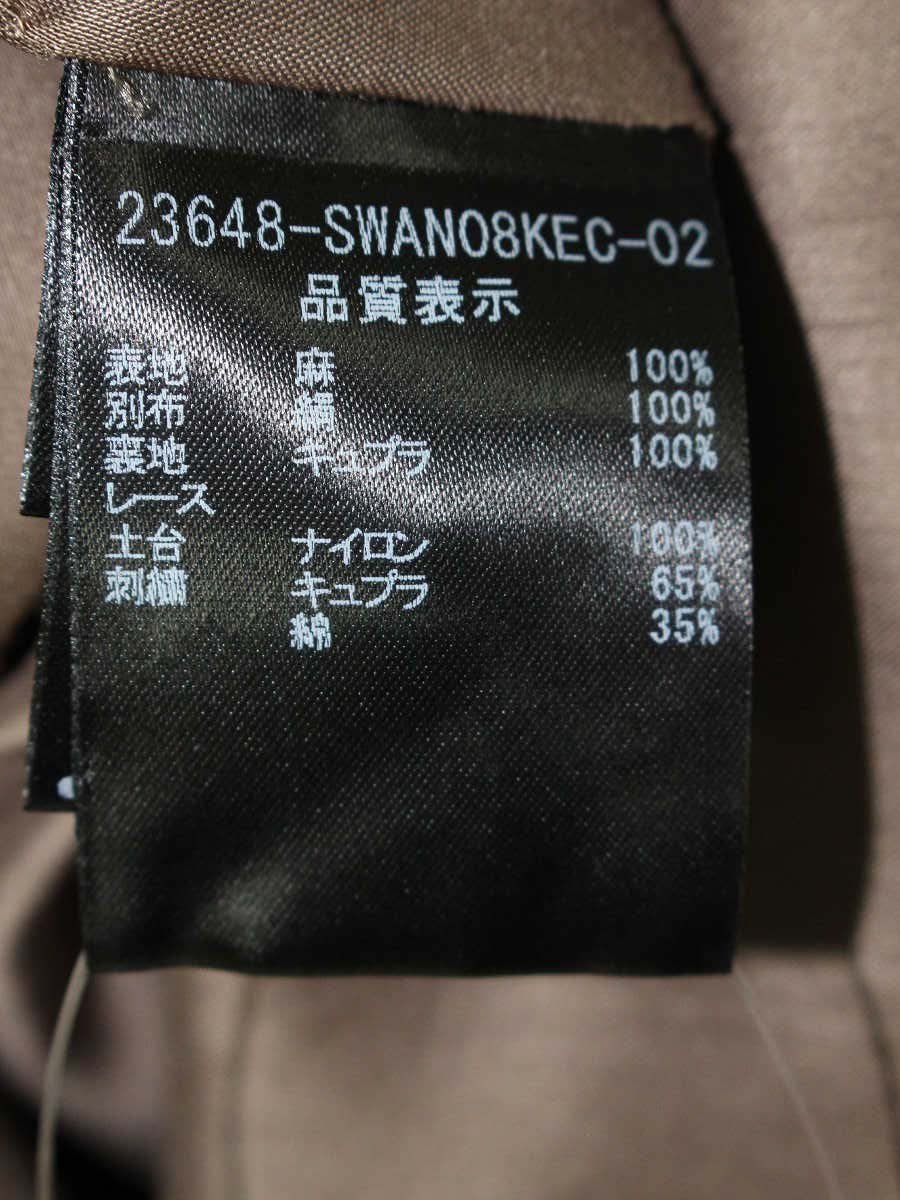 23648-SWAN08KEC-02
品質表示
表地 麻 100%
別布 絹 100%
裏地 キュプラ 100%
レース
土台 ナイロン 100%
刺繍 キュプラ 65%
綿 35%